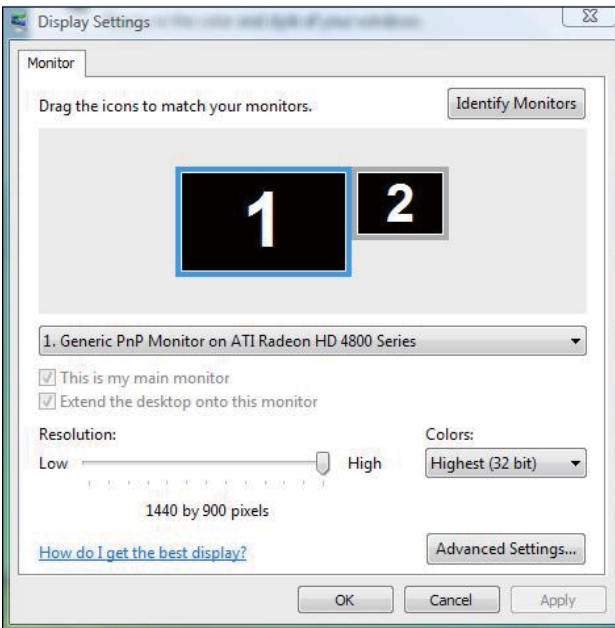 Display Settings
Monitor
Drag the icons to match your monitors.
Identify Monitors
1
2
1. Generic PnP Monitor on ATI Radeon HD 4800 Series
This is my main monitor
Extend the desktop onto this monitor
Resolution:
Colors:
Low
High
Highest (32 bit)
1440 by 900 pixels
How do I get the best display?
Advanced Settings...
OK
Cancel
Apply